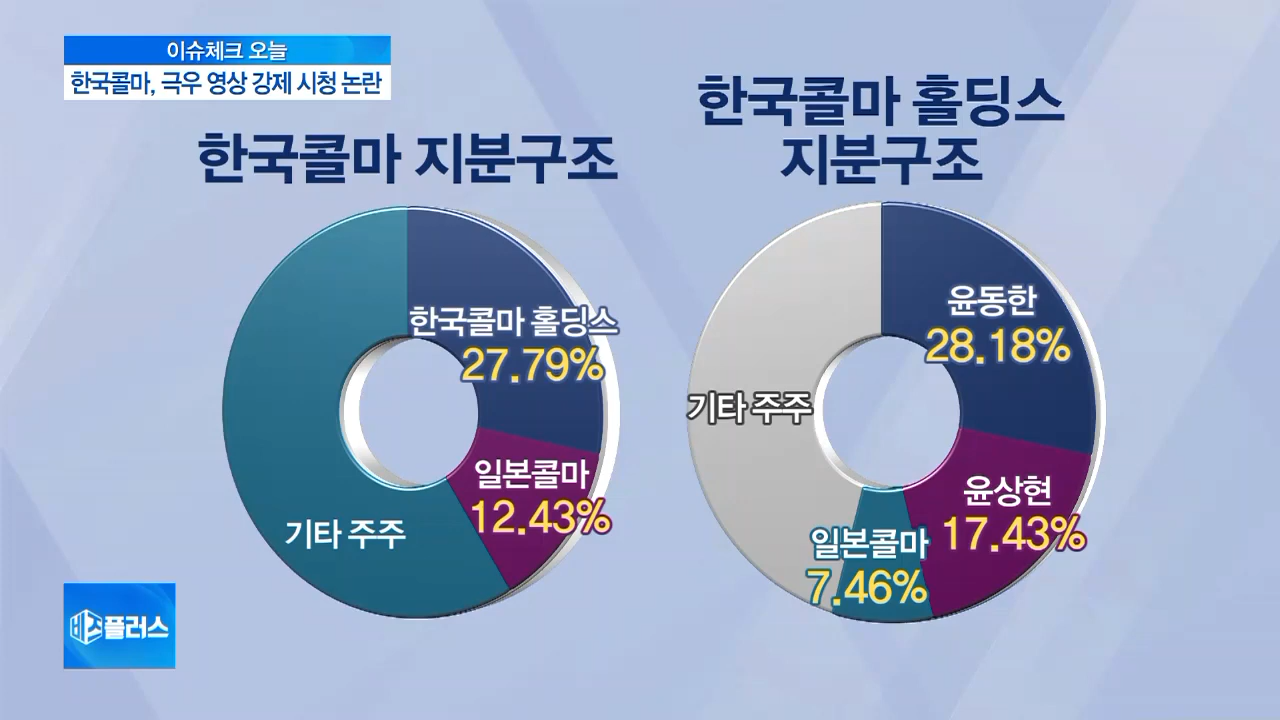 이슈체크 오늘
한국콜마, 극우 영상 강제 시청 논란
한국콜마 지분구조
한국콜마 홀딩스
27.79%
일본콜마
12.43%
기타 주주
한국콜마 홀딩스
지분구조
윤동한
28.18%
윤상현
17.43%
일본콜마
7.46%
기타 주주
비즈플러스